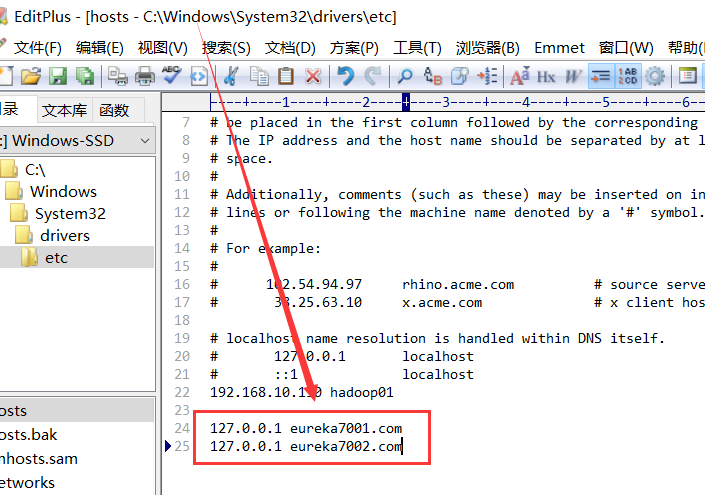 EditPlus - [hosts - C:\Windows\System32\drivers\etc]
文件(F) 编辑(E) 视图(V) 搜索(S) 文档(D) 方案(P) 工具(T) 浏览器(B) Emmet 窗口(W) 帮助(
目录 文本库 函数
:] Windows-SSD
C:\
Windows
System32
drivers
etc
osts
osts.bak
mhosts.sam
etworks
----+----1----+----2----+----3----+----4----+----5----+----6
7 # be placed in the first column followed by the corresponding
8 # The IP address and the host name should be separated by at l
9 # space.
10 #
11 # Additionally, comments (such as these) may be inserted on in
12 # lines or following the machine name denoted by a '#' symbol.
13 #
14 # For example:
15 #
16 # 102.54.94.97 rhino.acme.com # source serve
17 # 38.25.63.10 x.acme.com # x client hos
18
19 # localhost name resolution is handled within DNS itself.
20 # 127.0.0.1 localhost
21 # ::1 localhost
22 hadoop01
23
24 127.0.0.1 eureka7001.com
25 127.0.0.1 eureka7002.com